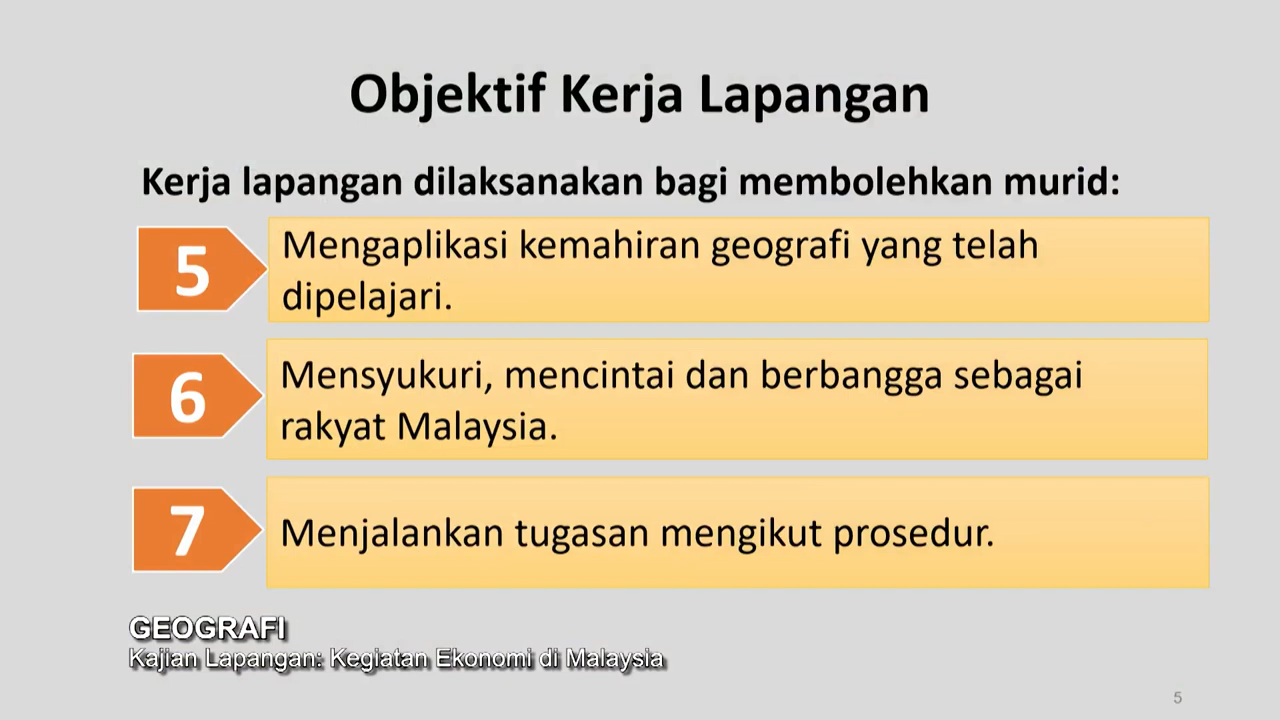 Objektif Kerja Lapangan
Kerja lapangan dilaksanakan bagi membolehkan murid:
5
Mengaplikasi kemahiran geografi yang telah
dipelajari.
6
Mensyukuri, mencintai dan berbangga sebagai
rakyat Malaysia.
7
Menjalankan tugasan mengikut prosedur.
GEOGRAFI
Kajian Lapangan: Kegiatan Ekonomi di Malaysia
5